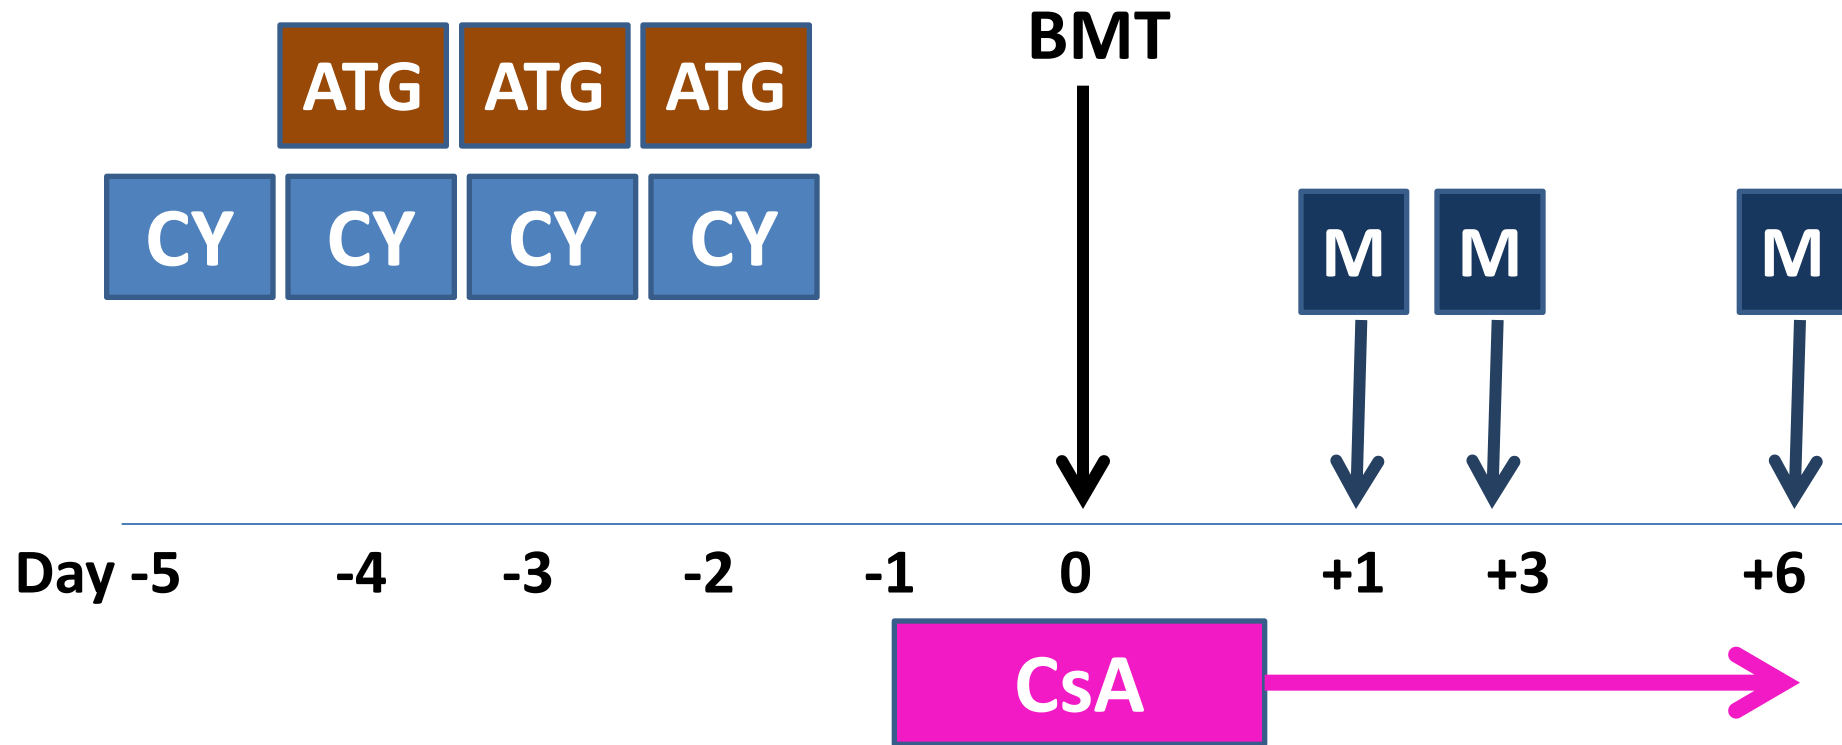 BMT
ATG ATG ATG
CY CY CY CY
M M M
Day -5 -4 -3 -2 -1 0 +1 +3 +6
CsA